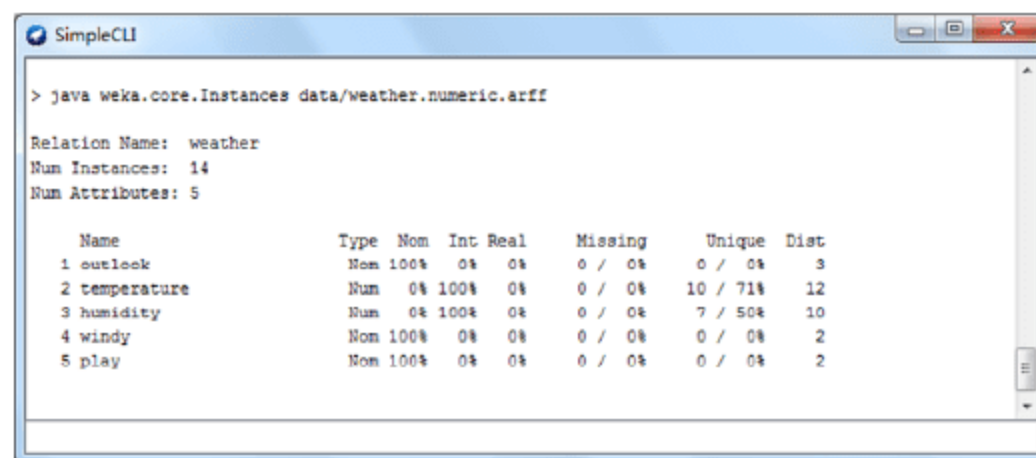 SimpleCLI
> java weka.core.Instances data/weather.numeric.arff
Relation Name:  weather
Num Instances:  14
Num Attributes: 5
Name Type Nom Int Real Missing Unique Dist
1 outlook Nom 100% 0% 0% 0 / 0% 0 / 0% 3
2 temperature Num 0% 100% 0% 0 / 0% 10 / 71% 12
3 humidity Num 0% 100% 0% 0 / 0% 7 / 50% 10
4 windy Nom 100% 0% 0% 0 / 0% 0 / 0% 2
5 play Nom 100% 0% 0% 0 / 0% 0 / 0% 2